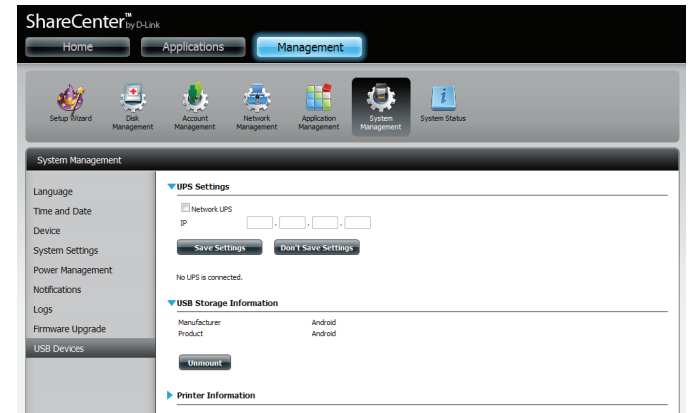 ShareCenter™ by D-Link
Home Applications Management
Setup Wizard Disk Management Account Management Network Management Application Management System Management System Status
System Management
Language
Time and Date
Device
System Settings
Power Management
Notifications
Logs
Firmware Upgrade
USB Devices
UPS Settings
Network UPS
IP . . .
Save Settings Don't Save Settings
No UPS is connected.
USB Storage Information
Manufacturer Android
Product Android
Unmount
Printer Information